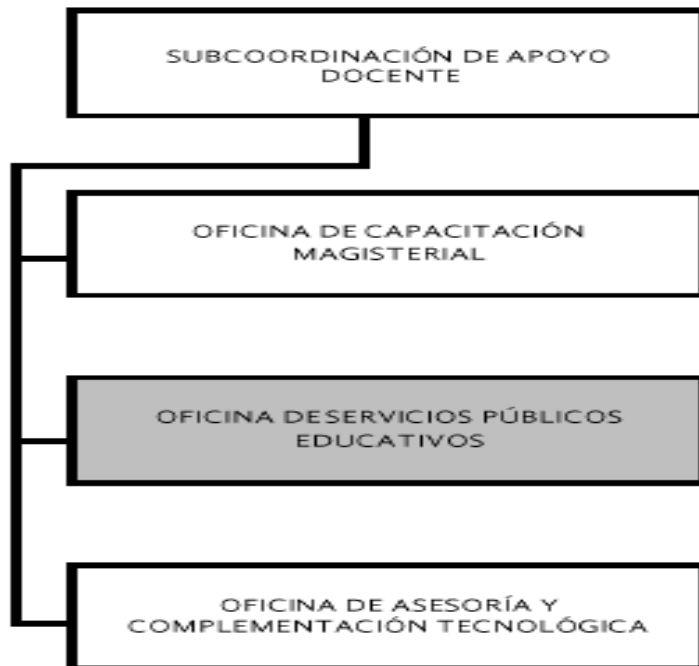 SUBCOORDINACIÓN DE APOYO
DOCENTE
OFICINA DE CAPACITACIÓN
MAGISTERIAL
OFICINA DESERVICIOS PÚBLICOS
EDUCATIVOS
OFICINA DE ASESORÍA Y
COMPLEMENTACIÓN TECNOLÓGICA